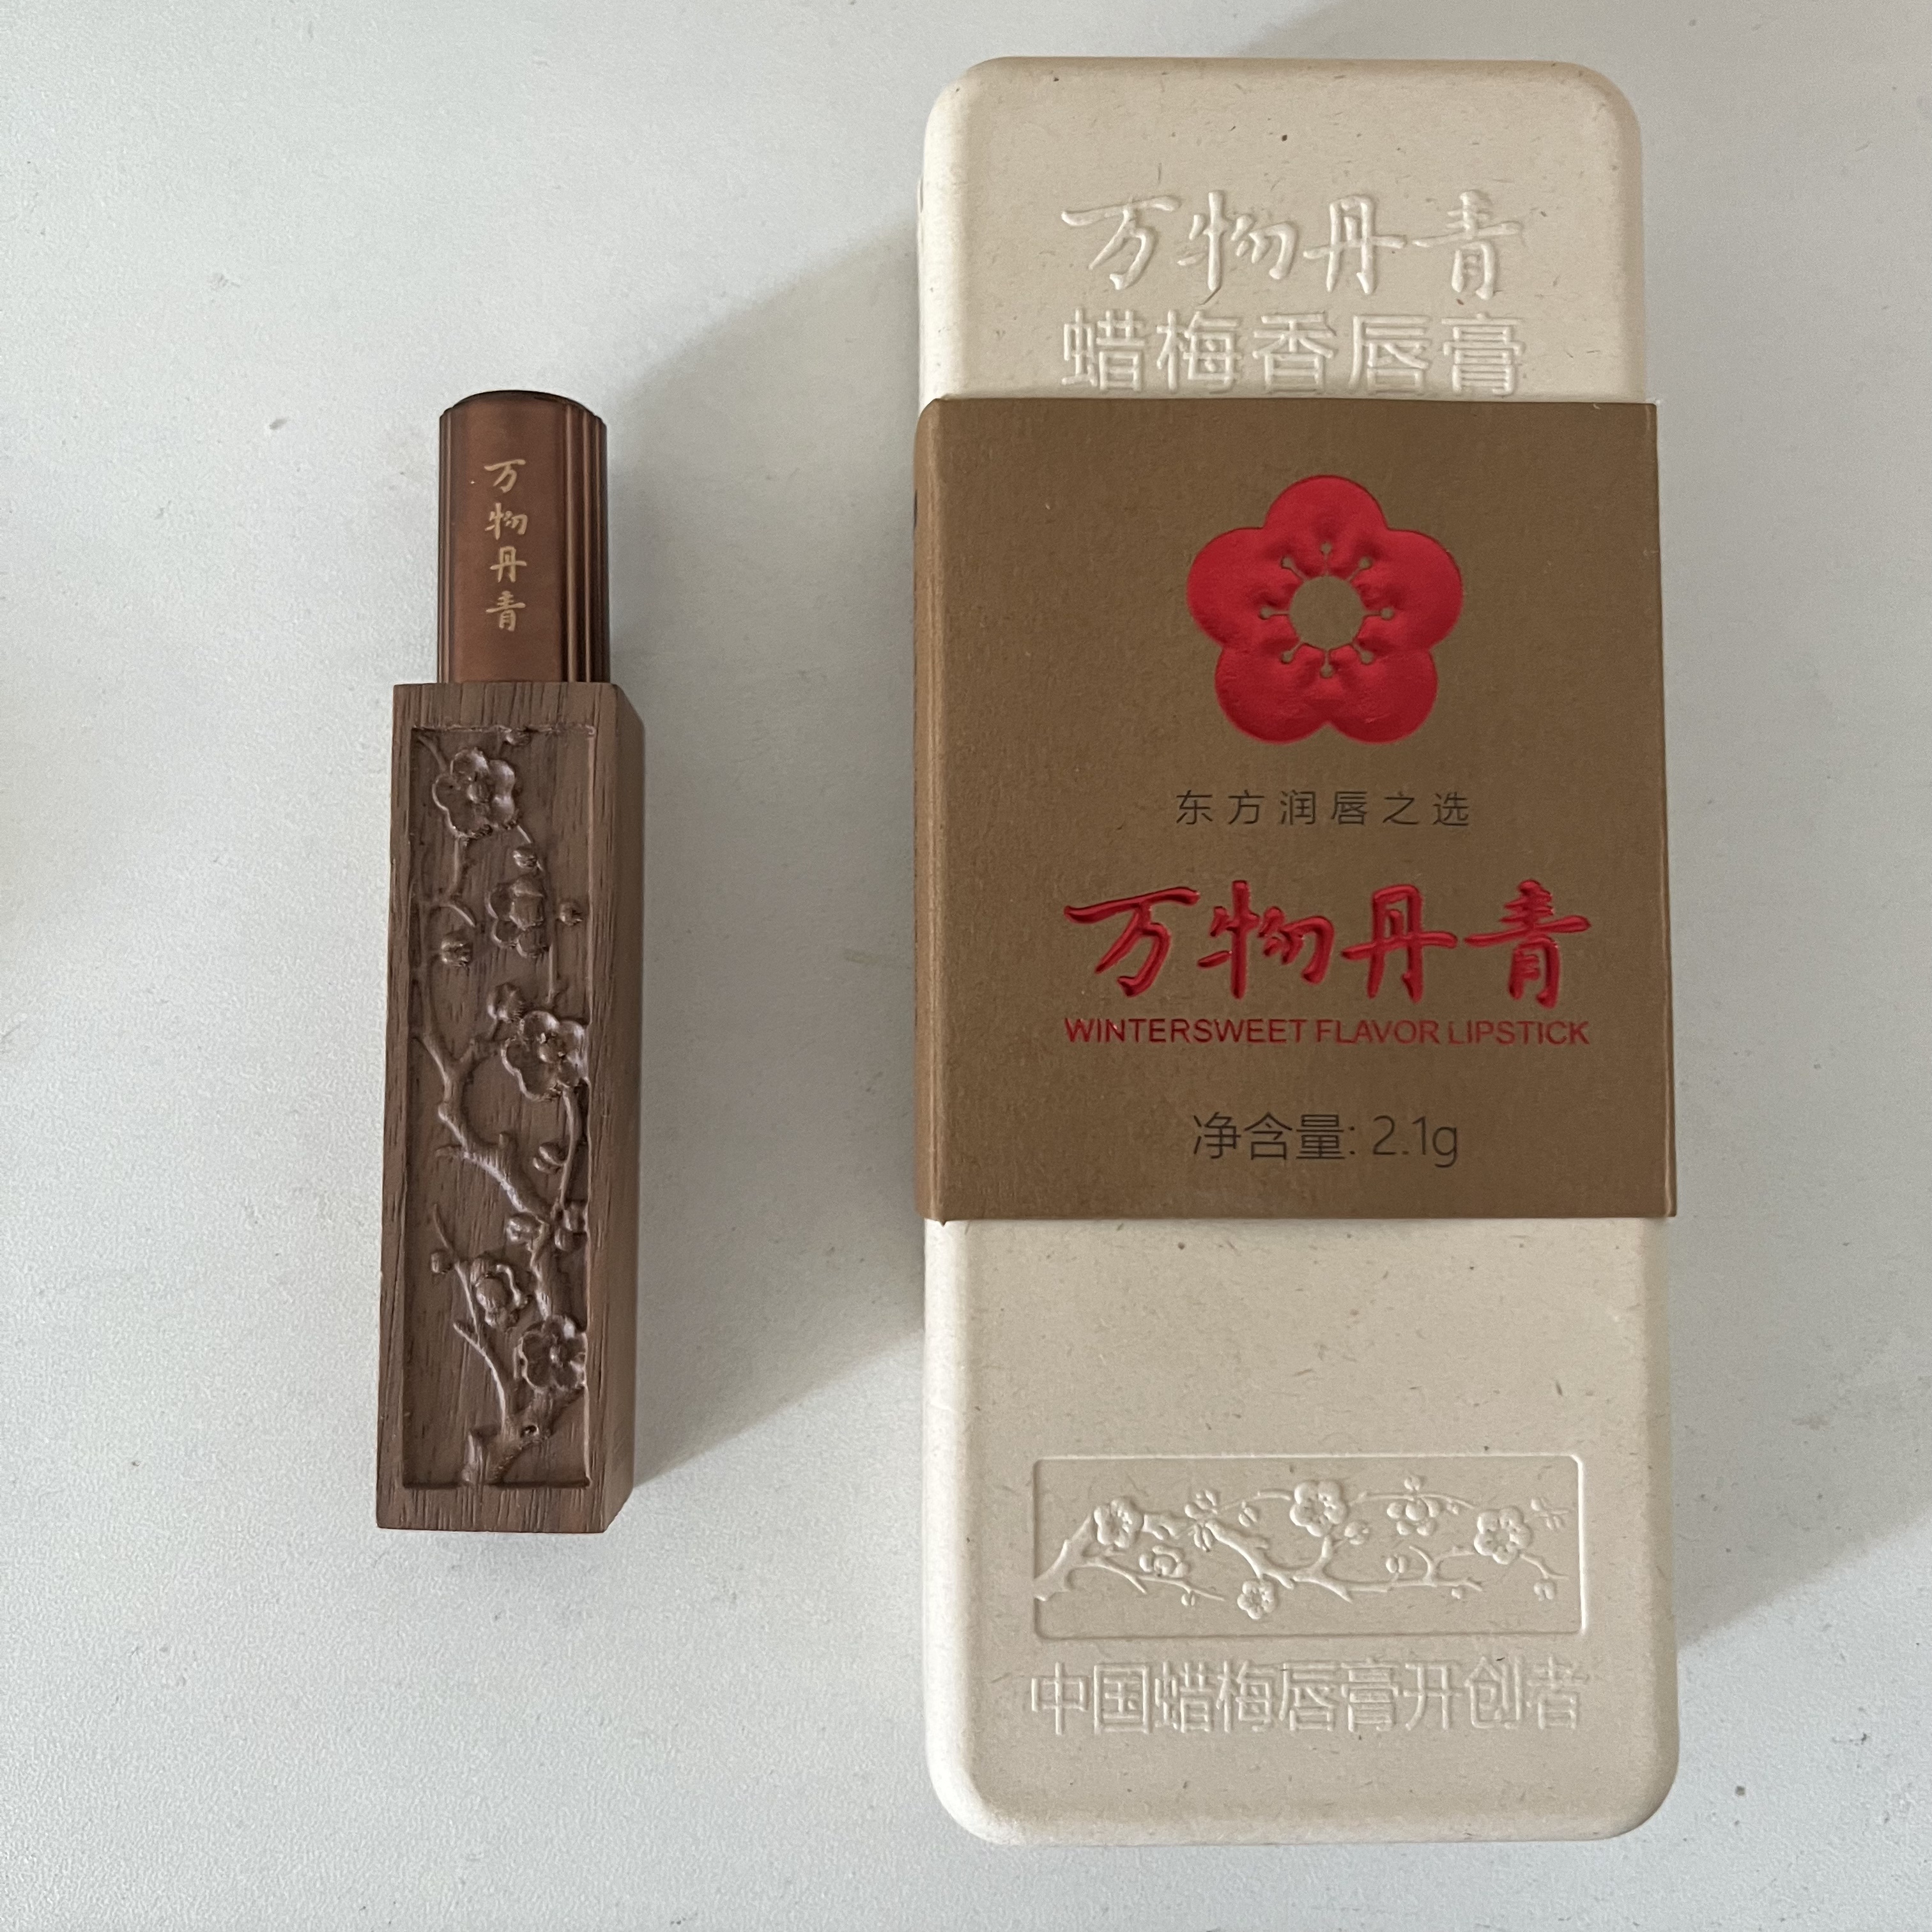 万物丹青
万物丹青
蜡梅香唇膏
东方润唇之选
万物丹青
WINTERSWEET FLAVOR LIPSTICK
净含量: 2.1g
中国蜡梅唇膏开创者